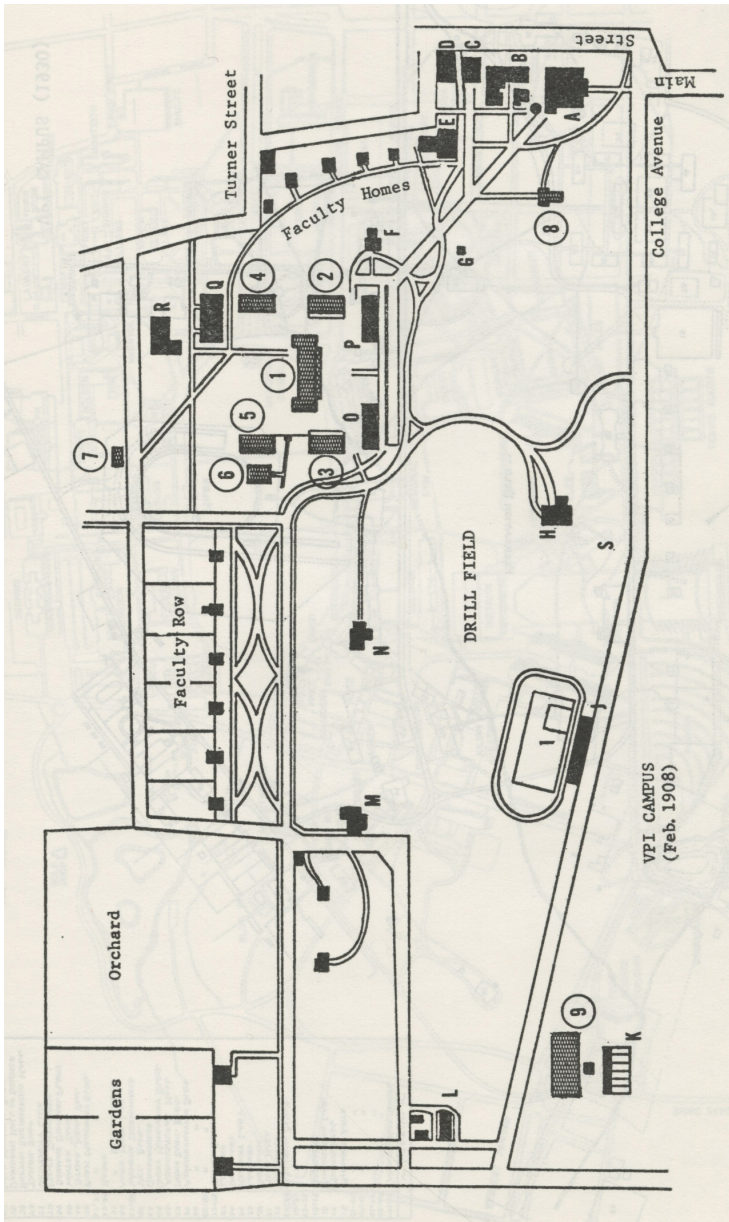 Main
Street
College Avenue
Turner Street
Faculty Homes
Faculty Row
Orchard
Gardens
DRILL FIELD
VPI CAMPUS
(Feb. 1908)
A
B
C
D
E
F
G
H
I
J
K
L
M
N
O
P
Q
R
S
1
2
3
4
5
6
7
8
9